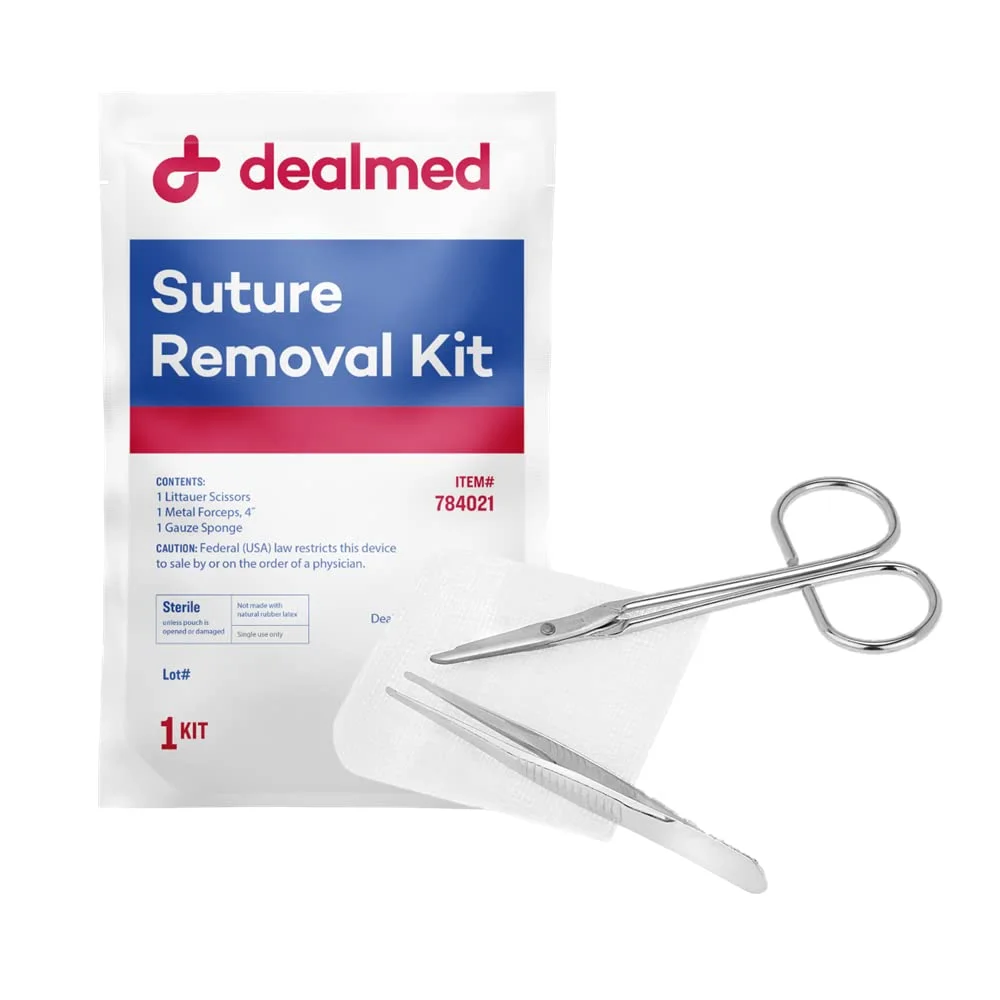 dealmed
Suture
Removal Kit
CONTENTS:
1 Littauer Scissors
1 Metal Forceps, 4"
1 Gauze Sponge
ITEM#
784021
CAUTION: Federal (USA) law restricts this device
to sale by or on the order of a physician.
Sterile
unless pouch is
opened or damaged
Not made with
natural rubber latex
Single use only
Dea
Lot#
1 KIT